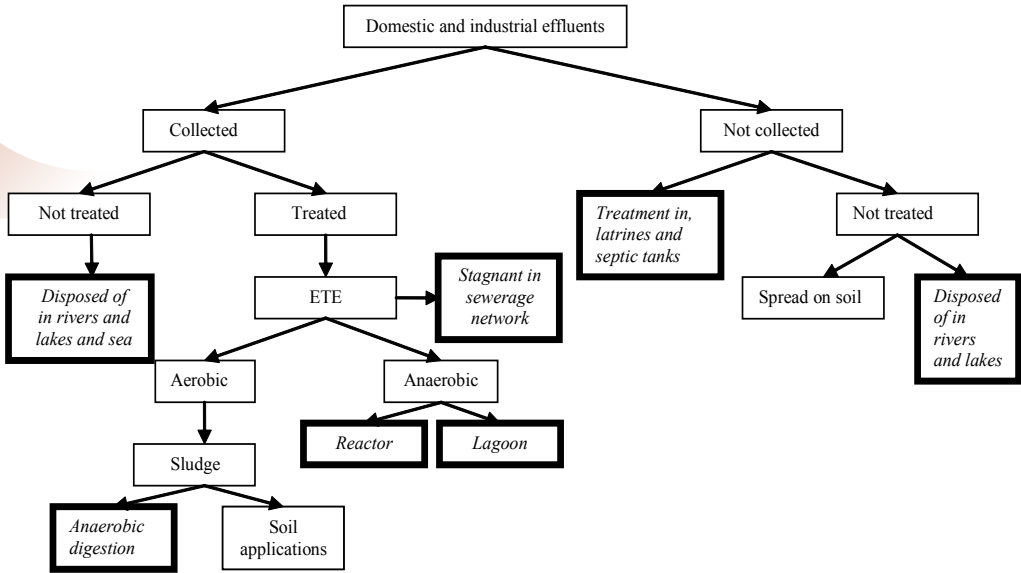 Domestic and industrial effluents
Collected
Not collected
Not treated
Treated
Treatment in,
latrines and
septic tanks
Not treated
Disposed of
in rivers and
lakes and sea
ETE
Stagnant in
sewerage
network
Spread on soil
Disposed
of in
rivers
and lakes
Aerobic
Anaerobic
Reactor
Lagoon
Sludge
Anaerobic
digestion
Soil
applications